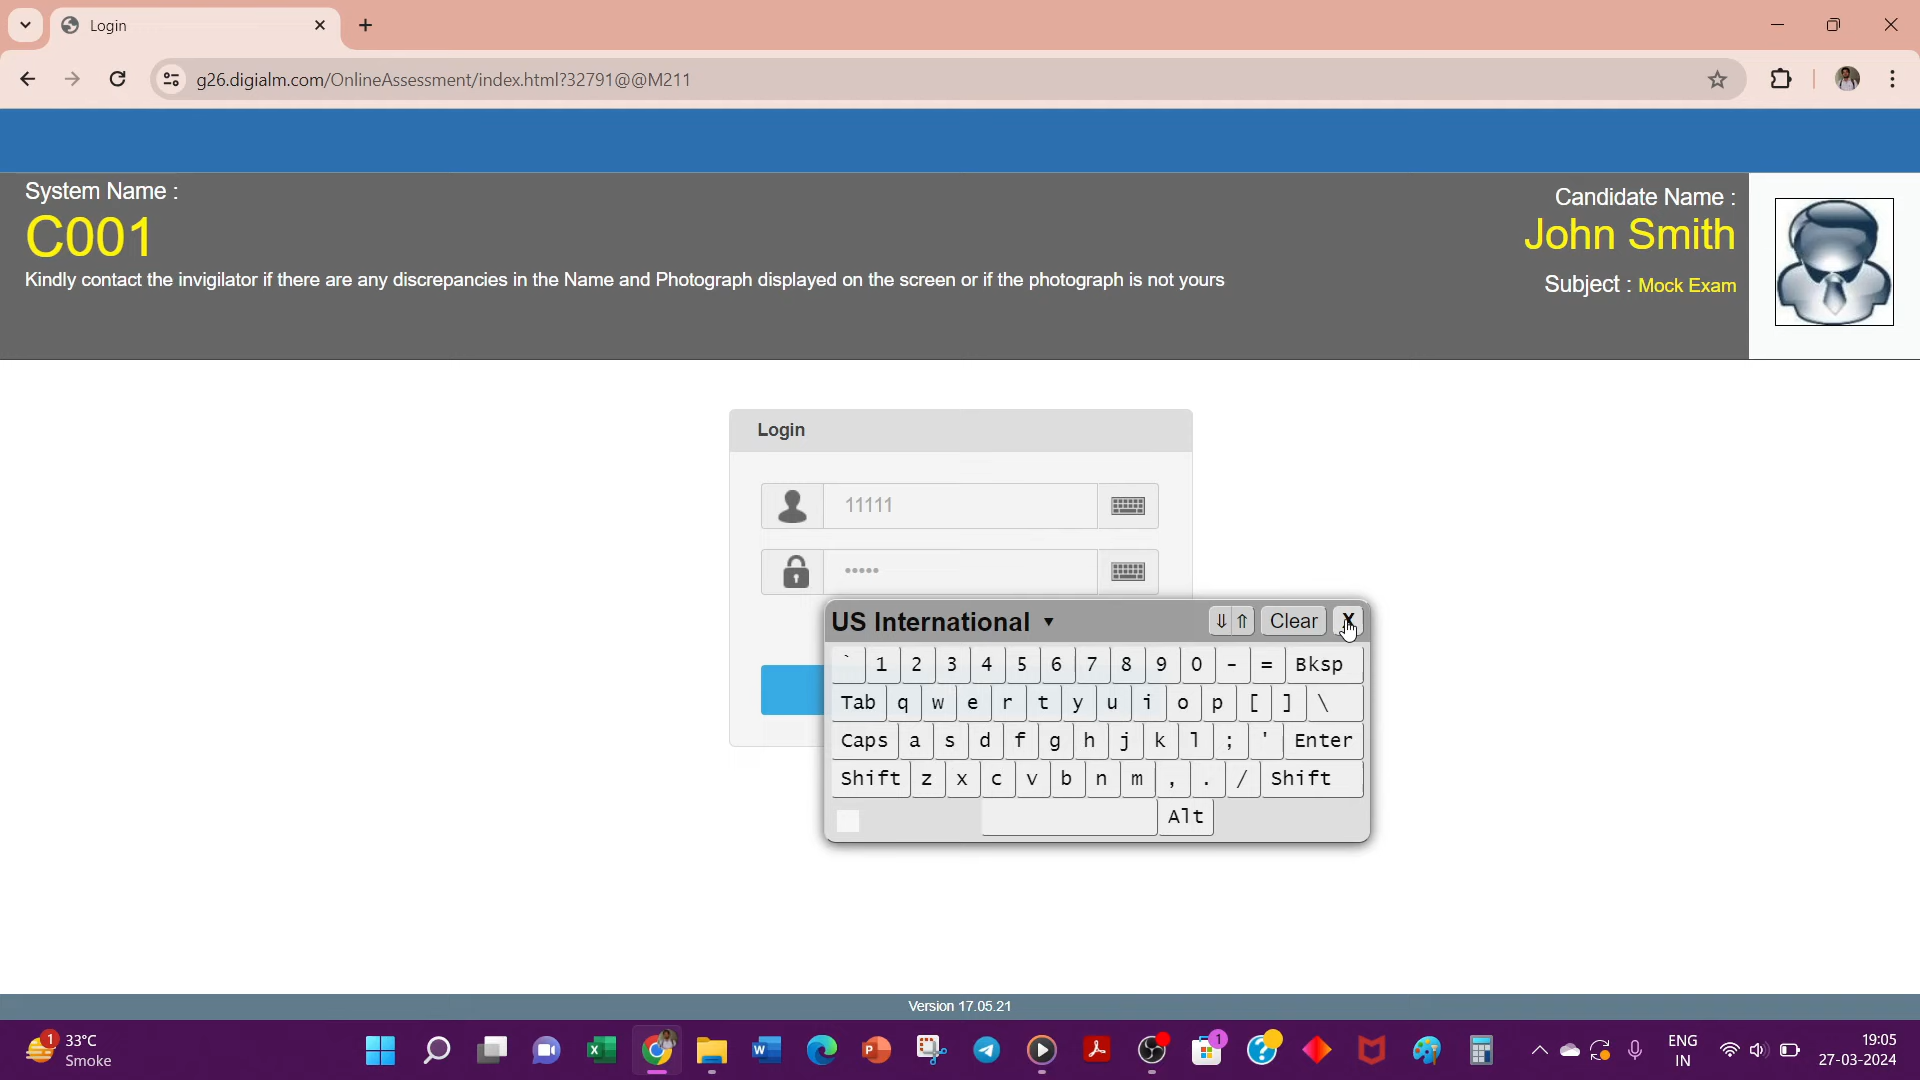 Login
g26.digialm.com/OnlineAssessment/index.html?32791@@M211
System Name :
C001
Kindly contact the invigilator if there are any discrepancies in the Name and Photograph displayed on the screen or if the photograph is not yours
Candidate Name :
John Smith
Subject : Mock Exam
Login
11111
•••••
US International ▾ ⇓ ⇑ Clear X
` 1 2 3 4 5 6 7 8 9 0 - = Bksp
Tab q w e r t y u i o p [ ] \
Caps a s d f g h j k l ; ' Enter
Shift z x c v b n m , . / Shift
Alt
Version 17.05.21
1
33°C
Smoke
W
P
1
?
ENG
IN
19:05
27-03-2024